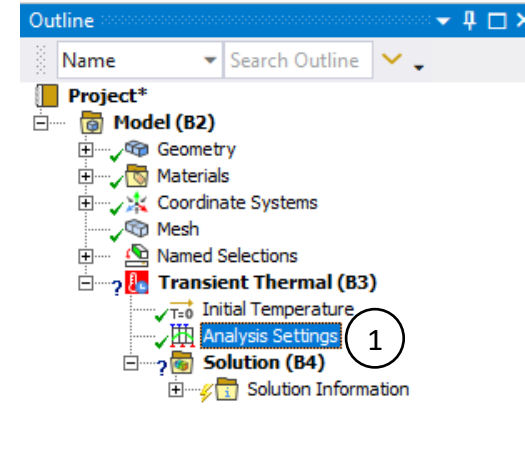 Outline
Name Search Outline
Project*
Model (B2)
Geometry
Materials
Coordinate Systems
Mesh
Named Selections
? Transient Thermal (B3)
T=0 Initial Temperature
Analysis Settings 1
? Solution (B4)
i Solution Information